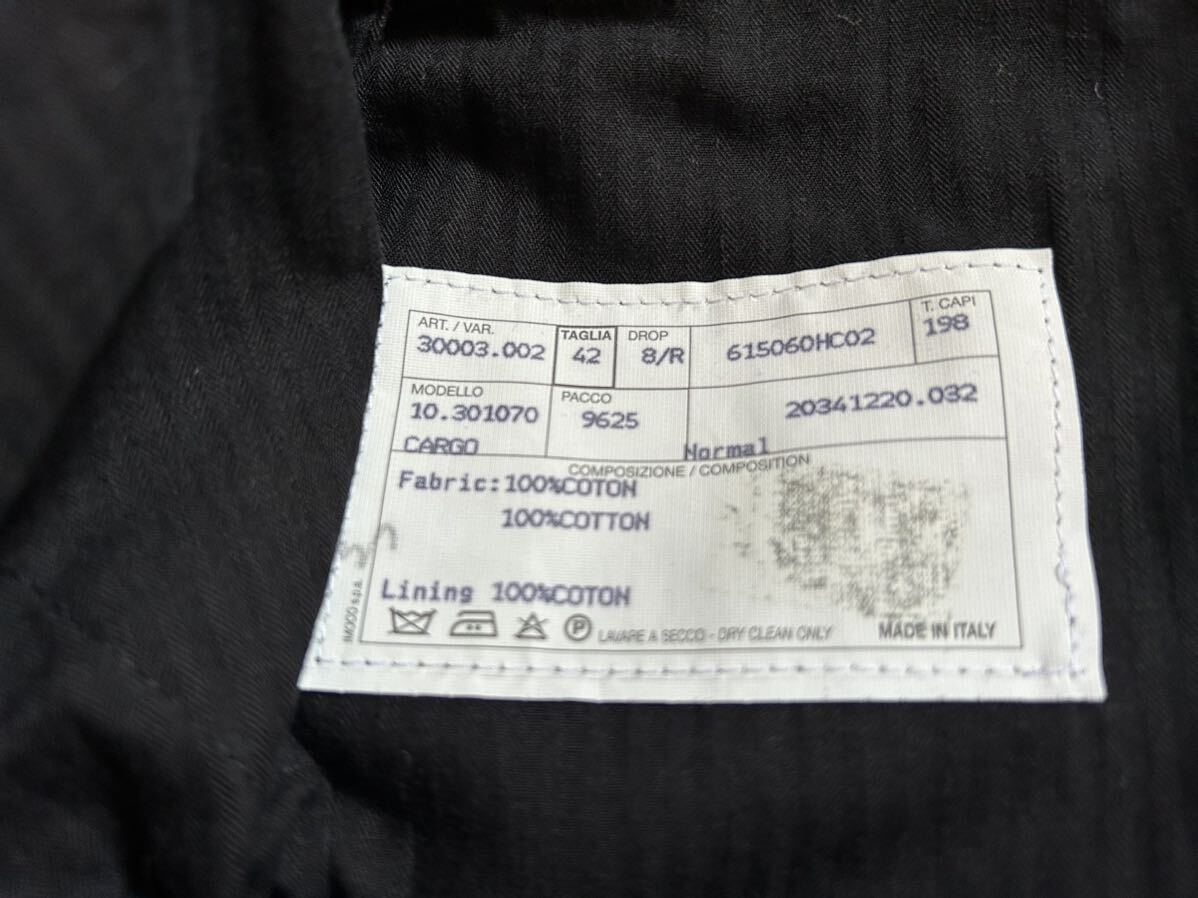 ART. / VAR. TAGLIA DROP T. CAPI
30003.002 42 8/R 615060HC02 198
MODELLO PACCO
10.301070 9625 20341220.032
CARGO Normal
COMPOSIZIONE / COMPOSITION
Fabric:100%COTON
100%COTTON
Lining 100%COTON
P LAVARE A SECCO - DRY CLEAN ONLY MADE IN ITALY
s.p.a.